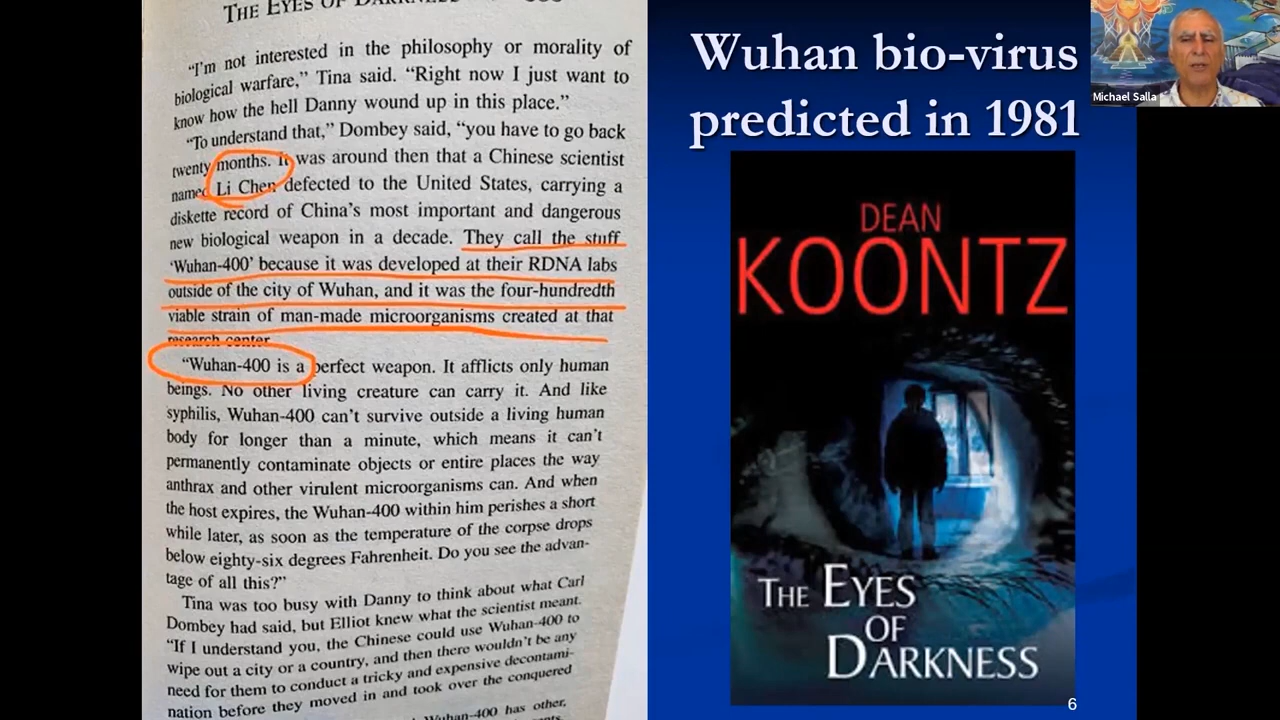 THE EYES OF DARKNESS
“I’m not interested in the philosophy or morality of
biological warfare,” Tina said. “Right now I just want to
know how the hell Danny wound up in this place.”
“To understand that,” Dombey said, “you have to go back
twenty months. It was around then that a Chinese scientist
named Li Chen defected to the United States, carrying a
diskette record of China’s most important and dangerous
new biological weapon in a decade. They call the stuff
‘Wuhan-400’ because it was developed at their RDNA labs
outside of the city of Wuhan, and it was the four-hundredth
viable strain of man-made microorganisms created at that
research center.
“Wuhan-400 is a perfect weapon. It afflicts only human
beings. No other living creature can carry it. And like
syphilis, Wuhan-400 can’t survive outside a living human
body for longer than a minute, which means it can’t
permanently contaminate objects or entire places the way
anthrax and other virulent microorganisms can. And when
the host expires, the Wuhan-400 within him perishes a short
while later, as soon as the temperature of the corpse drops
below eighty-six degrees Fahrenheit. Do you see the advan-
tage of all this?”
Tina was too busy with Danny to think about what Carl
Dombey had said, but Elliot knew what the scientist meant.
“If I understand you, the Chinese could use Wuhan-400 to
wipe out a city or a country, and then there wouldn’t be any
need for them to conduct a tricky and expensive decontami-
nation before they moved in and took over the conquered
Wuhan-400 has other,
Wuhan bio-virus
predicted in 1981
DEAN
KOONTZ
THE EYES
OF
DARKNESS
6
Michael Salla